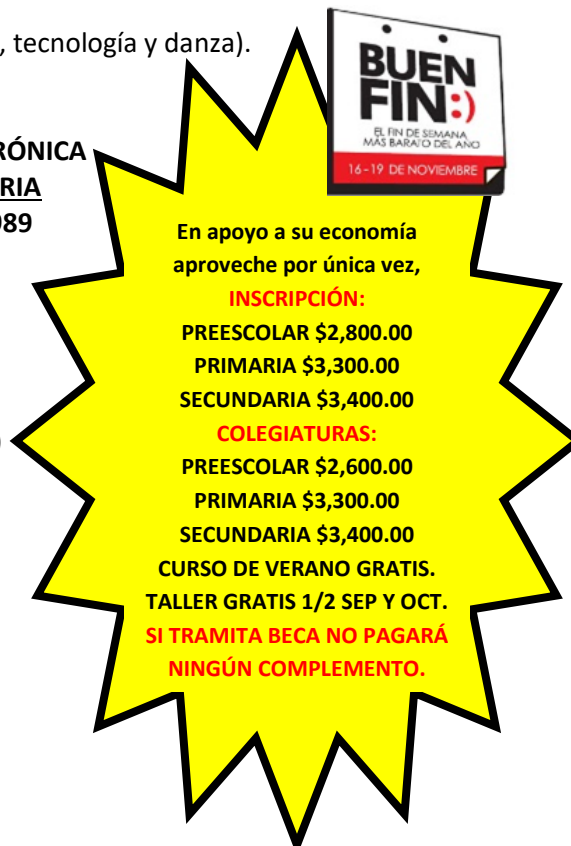 , tecnología y danza).
BUEN
FIN:)
EL FIN DE SEMANA
MÁS BARATO DEL AÑO
16-19 DE NOVIEMBRE
RÓNICA
RIA
989
En apoyo a su economía
aproveche por única vez,
INSCRIPCIÓN:
PREESCOLAR $2,800.00
PRIMARIA $3,300.00
SECUNDARIA $3,400.00
COLEGIATURAS:
PREESCOLAR $2,600.00
PRIMARIA $3,300.00
SECUNDARIA $3,400.00
CURSO DE VERANO GRATIS.
TALLER GRATIS 1/2 SEP Y OCT.
SI TRAMITA BECA NO PAGARÁ
NINGÚN COMPLEMENTO.
)